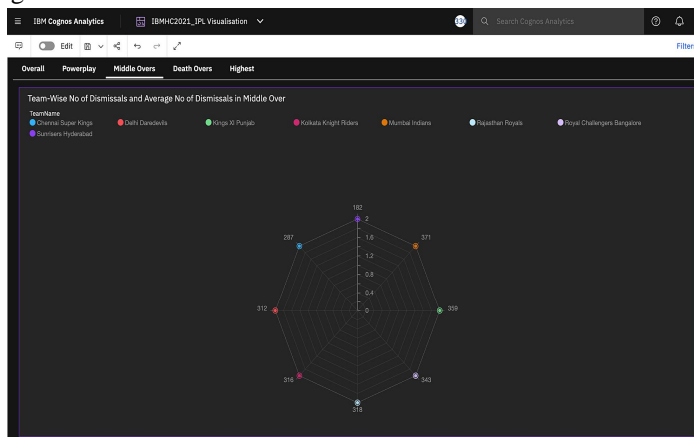 IBM Cognos Analytics
IBMHC2021_IPL Visualisation
Search Cognos Analytics
Edit
Filters
Overall Powerplay Middle Overs Death Overs Highest
Team-Wise No of Dismissals and Average No of Dismissals in Middle Over
TeamName
Chennai Super Kings Delhi Daredevils Kings XI Punjab Kolkata Knight Riders Mumbai Indians Rajasthan Royals Royal Challengers Bangalore
Sunrisers Hyderabad
182
2
287
1.6
371
1.2
0.8
0.4
312
0
359
316
343
318